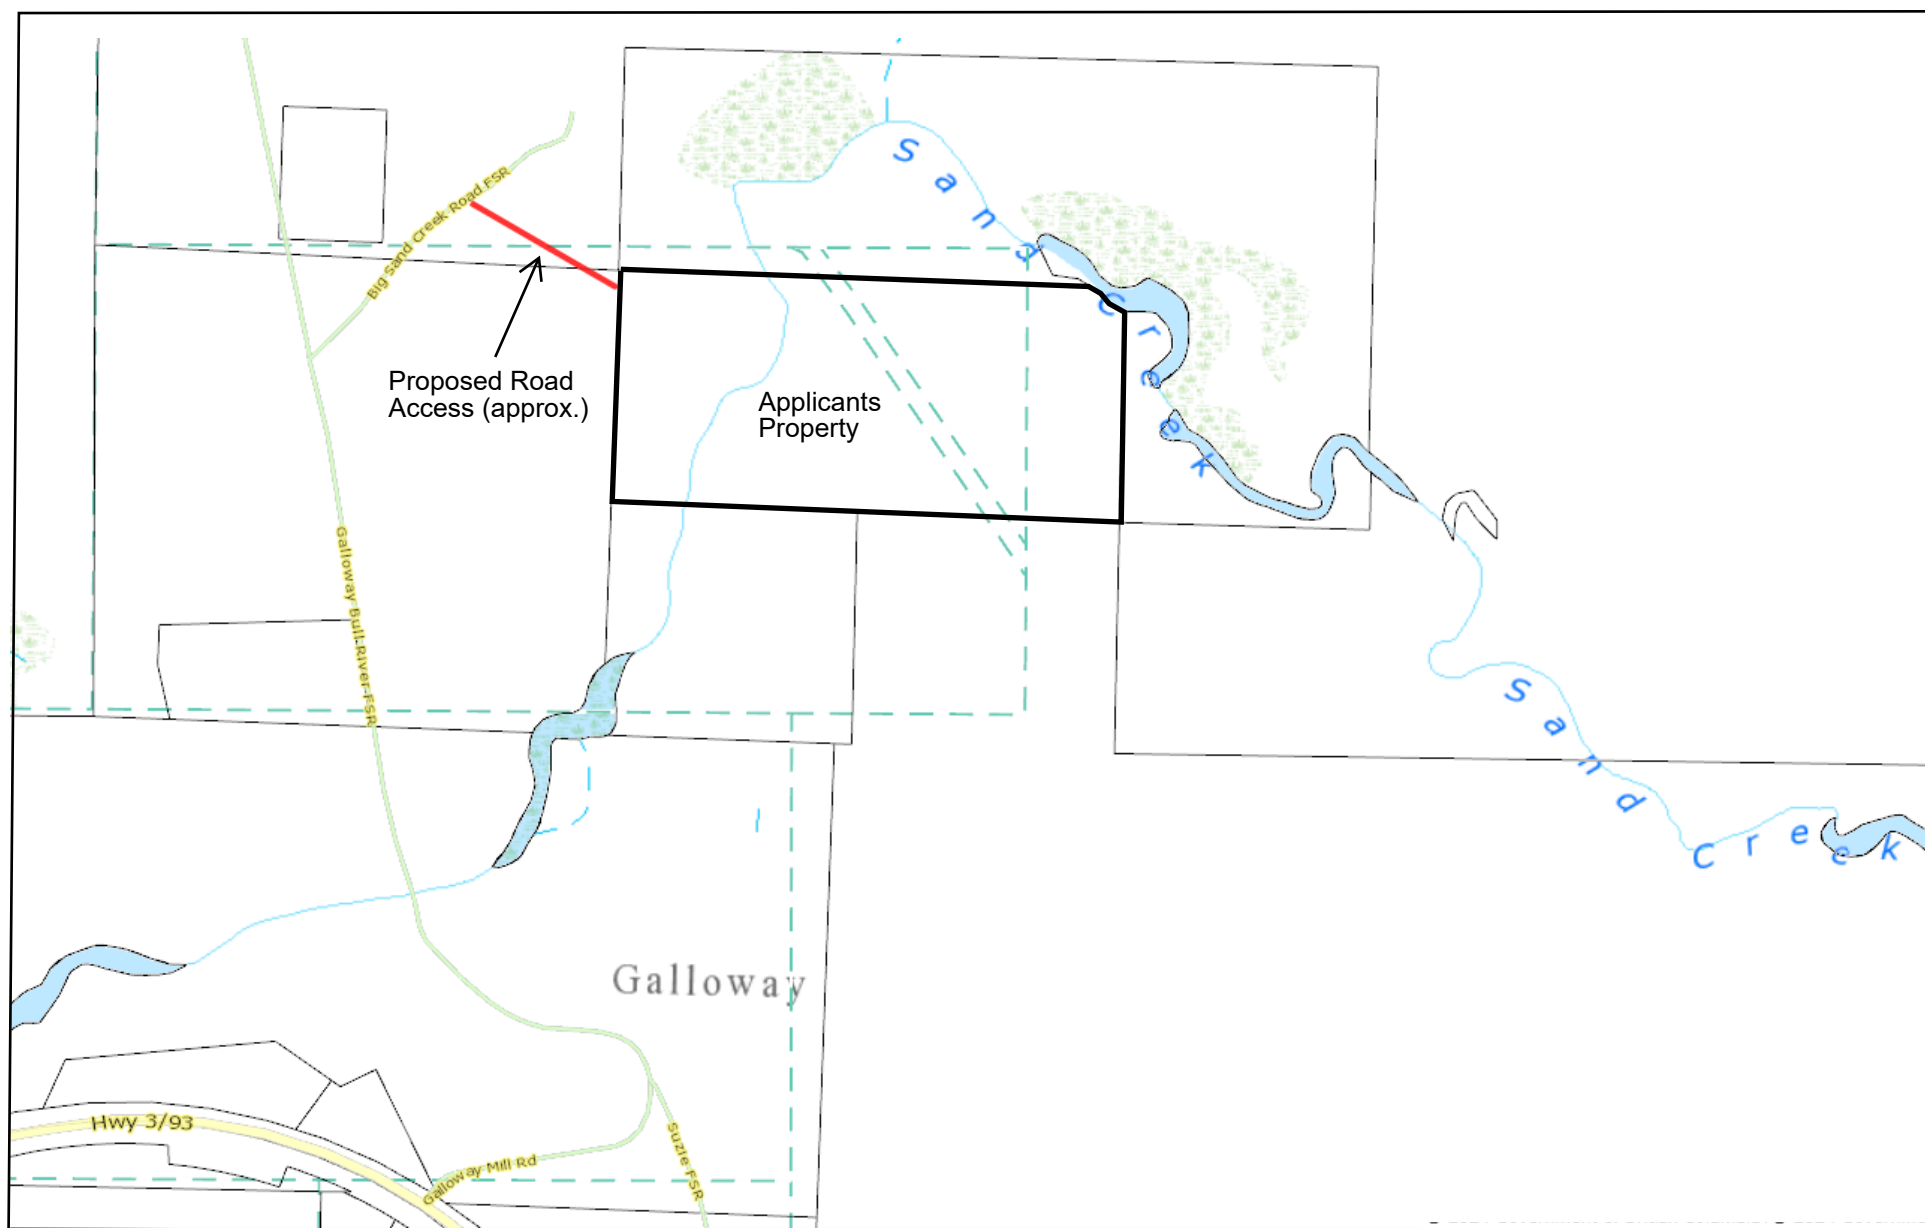 Sand Creek
Big sand Creek Road FSR
Proposed Road
Access (approx.)
Applicants
Property
Galloway Bull River FSR
Sand Creek
Galloway
Hwy 3/93
Galloway Mill Rd
Suzie FSR